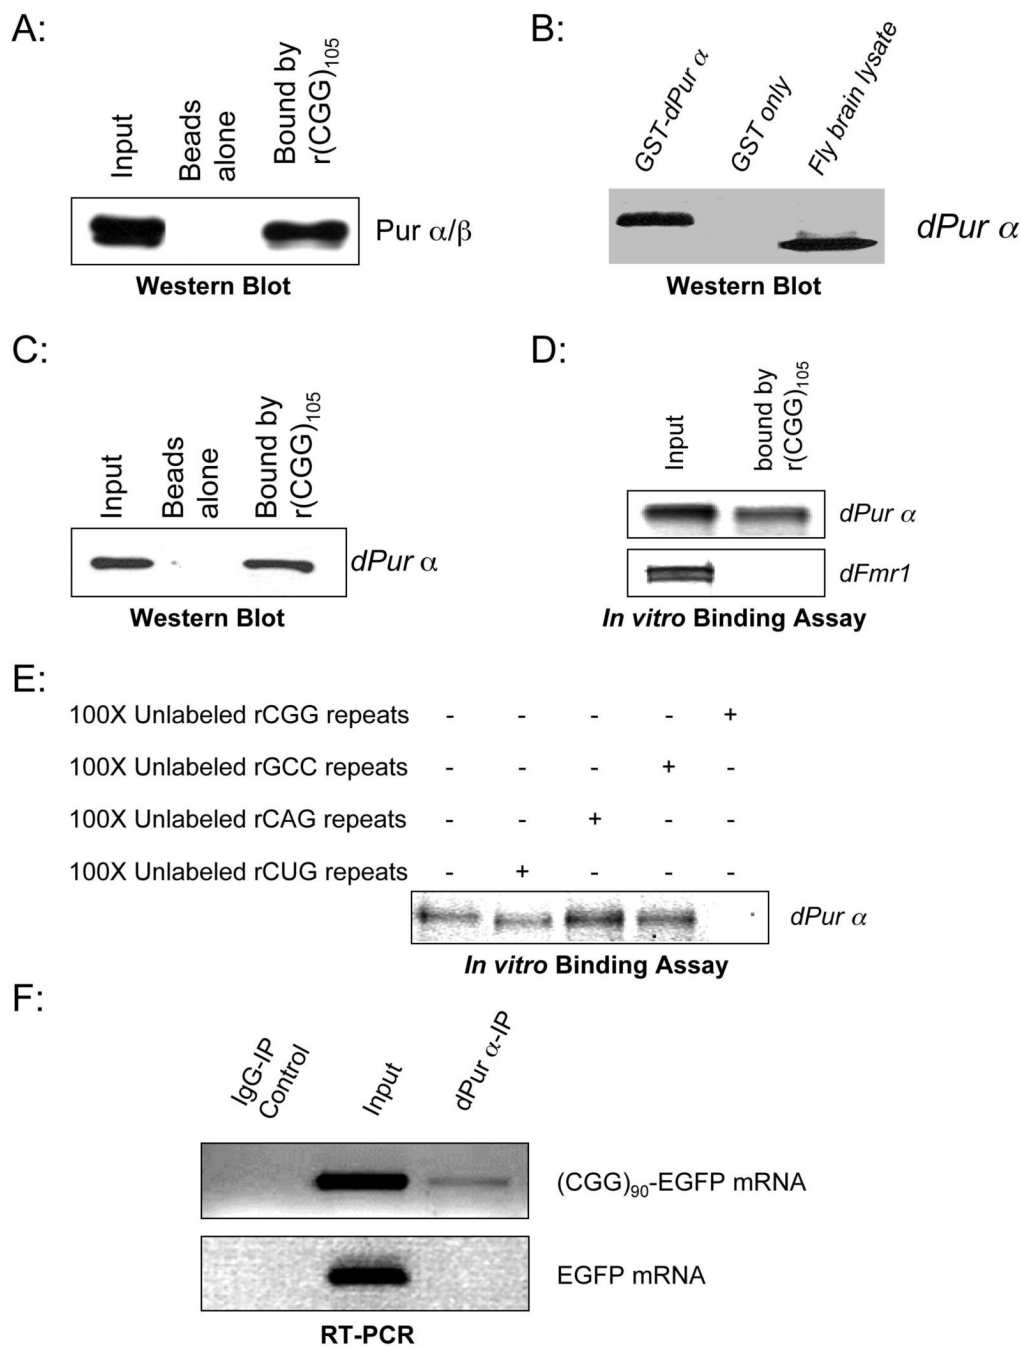 A:
Input
Beads
alone
Bound by
r(CGG)105
Pur α/β
Western Blot
B:
GST-dPur α
GST only
Fly brain lysate
dPur α
Western Blot
C:
Input
Beads
alone
Bound by
r(CGG)105
dPur α
Western Blot
D:
Input
bound by
r(CGG)105
dPur α
dFmr1
In vitro Binding Assay
E:
100X Unlabeled rCGG repeats - - - - +
100X Unlabeled rGCC repeats - - - + -
100X Unlabeled rCAG repeats - - + - -
100X Unlabeled rCUG repeats - + - - -
dPur α
In vitro Binding Assay
F:
IgG-IP
Control
Input
dPur α-IP
(CGG)90-EGFP mRNA
EGFP mRNA
RT-PCR